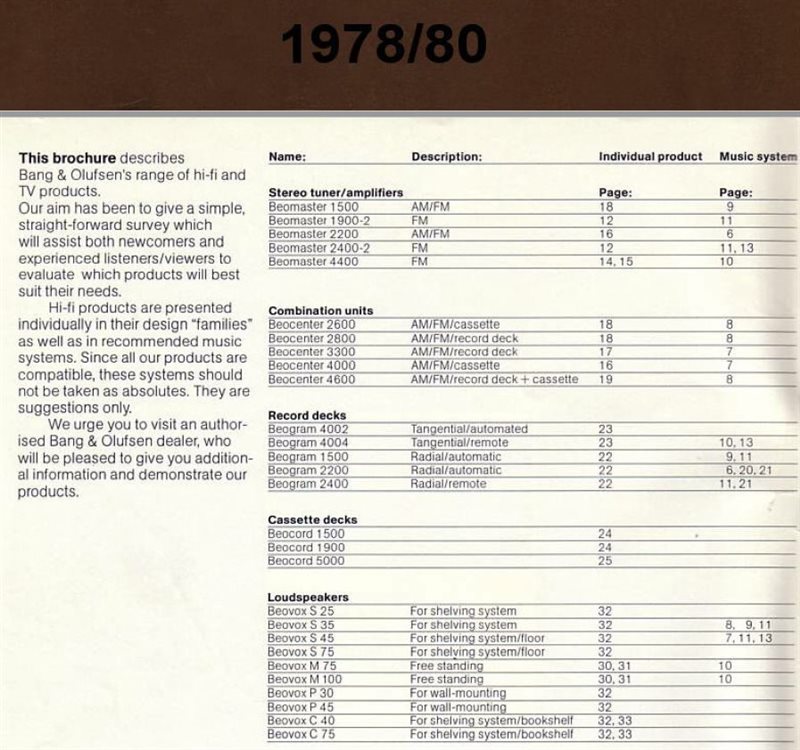 1978/80
This brochure describes
Bang & Olufsen's range of hi-fi and
TV products.
Our aim has been to give a simple,
straight-forward survey which
will assist both newcomers and
experienced listeners/viewers to
evaluate which products will best
suit their needs.
Hi-fi products are presented
individually in their design "families"
as well as in recommended music
systems. Since all our products are
compatible, these systems should
not be taken as absolutes. They are
suggestions only.
We urge you to visit an author-
ised Bang & Olufsen dealer, who
will be pleased to give you addition-
al information and demonstrate our
products.
Name: Description: Individual product Music system
Stereo tuner/amplifiers Page: Page:
Beomaster 1500 AM/FM 18 9
Beomaster 1900-2 FM 12 11
Beomaster 2200 AM/FM 16 6
Beomaster 2400-2 FM 12 11, 13
Beomaster 4400 FM 14, 15 10
Combination units
Beocenter 2600 AM/FM/cassette 18 8
Beocenter 2800 AM/FM/record deck 18 8
Beocenter 3300 AM/FM/record deck 17 7
Beocenter 4000 AM/FM/cassette 16 7
Beocenter 4600 AM/FM/record deck + cassette 19 8
Record decks
Beogram 4002 Tangential/automated 23
Beogram 4004 Tangential/remote 23 10, 13
Beogram 1500 Radial/automatic 22 9, 11
Beogram 2200 Radial/automatic 22 6, 20, 21
Beogram 2400 Radial/remote 22 11, 21
Cassette decks
Beocord 1500 24
Beocord 1900 24
Beocord 5000 25
Loudspeakers
Beovox S 25 For shelving system 32
Beovox S 35 For shelving system 32 8, 9, 11
Beovox S 45 For shelving system/floor 32 7, 11, 13
Beovox S 75 For shelving system/floor 32
Beovox M 75 Free standing 30, 31 10
Beovox M 100 Free standing 30, 31 10
Beovox P 30 For wall-mounting 32
Beovox P 45 For wall-mounting 32
Beovox C 40 For shelving system/bookshelf 32, 33
Beovox C 75 For shelving system/bookshelf 32, 33